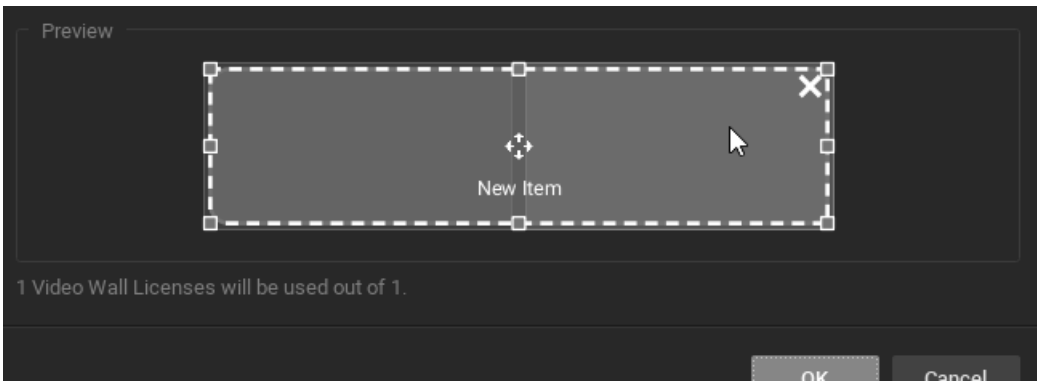 Preview
New Item
1 Video Wall Licenses will be used out of 1.
OK
Cancel